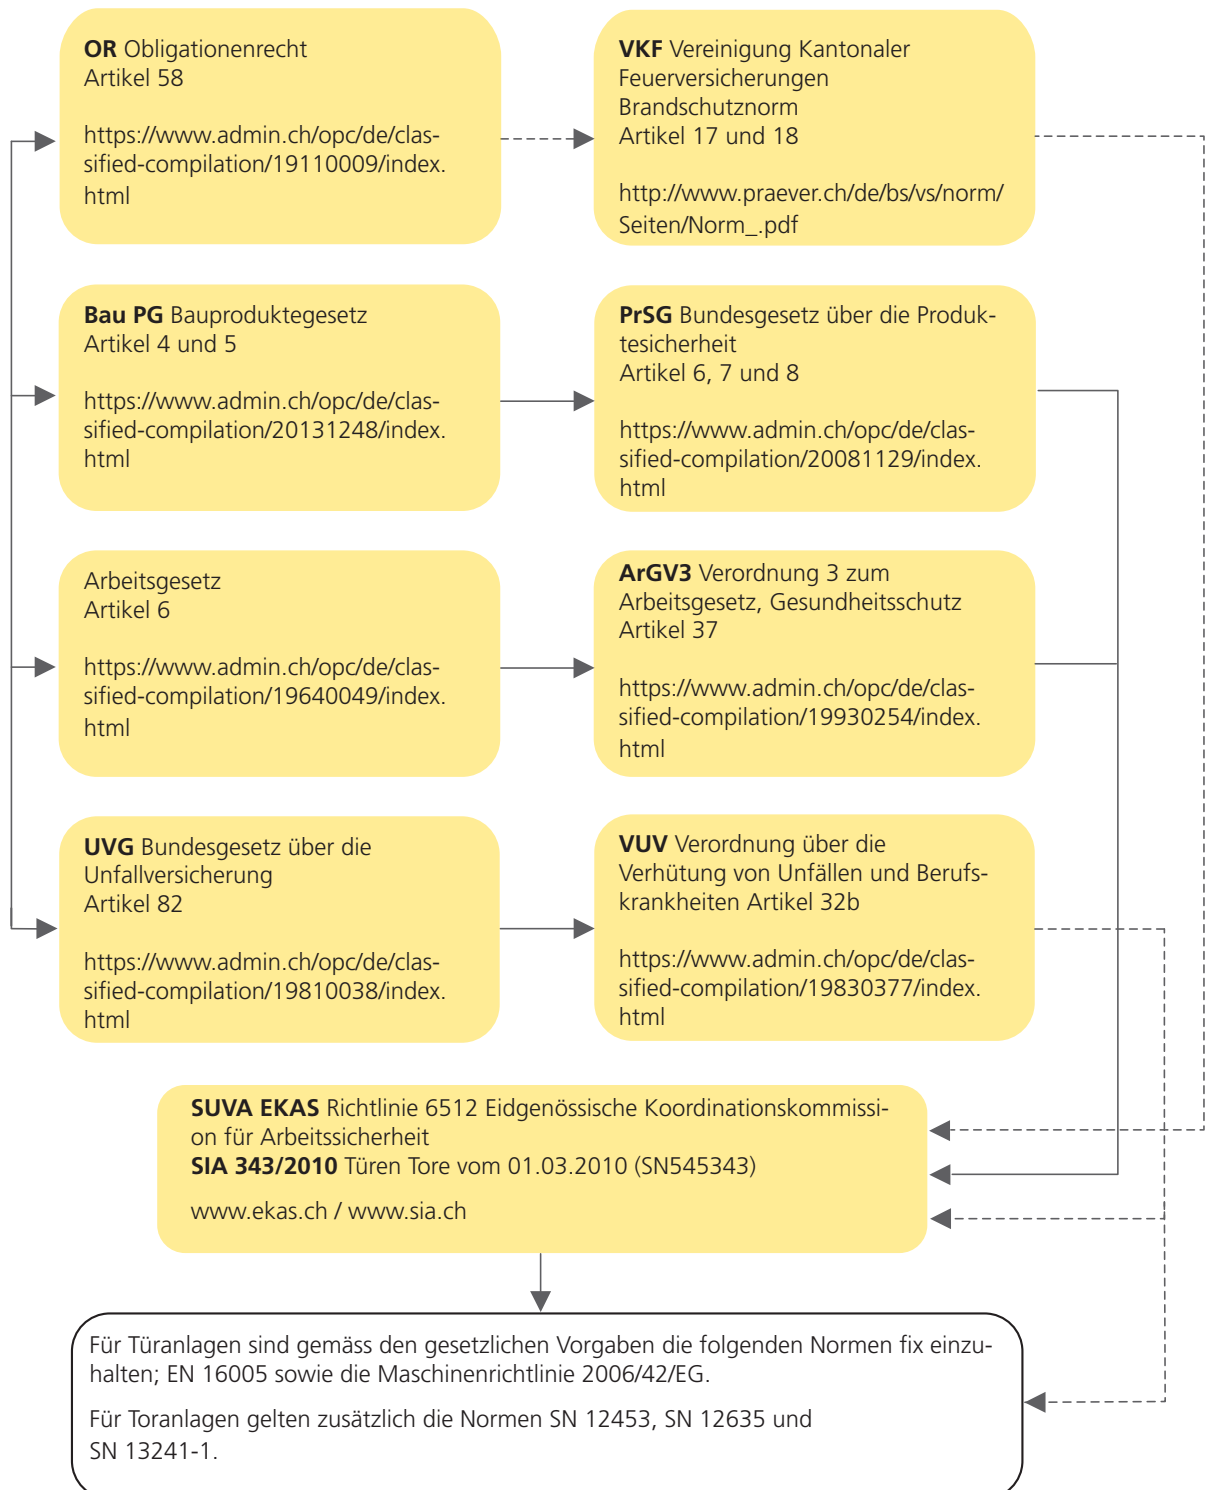 OR Obligationenrecht
Artikel 58
https://www.admin.ch/opc/de/clas-
sified-compilation/19110009/index.
html
VKF Vereinigung Kantonaler
Feuerversicherungen
Brandschutznorm
Artikel 17 und 18
http://www.praever.ch/de/bs/vs/norm/
Seiten/Norm_.pdf
Bau PG Bauproduktegesetz
Artikel 4 und 5
https://www.admin.ch/opc/de/clas-
sified-compilation/20131248/index.
html
PrSG Bundesgesetz über die Produk-
tesicherheit
Artikel 6, 7 und 8
https://www.admin.ch/opc/de/clas-
sified-compilation/20081129/index.
html
Arbeitsgesetz
Artikel 6
https://www.admin.ch/opc/de/clas-
sified-compilation/19640049/index.
html
ArGV3 Verordnung 3 zum
Arbeitsgesetz, Gesundheitsschutz
Artikel 37
https://www.admin.ch/opc/de/clas-
sified-compilation/19930254/index.
html
UVG Bundesgesetz über die
Unfallversicherung
Artikel 82
https://www.admin.ch/opc/de/clas-
sified-compilation/19810038/index.
html
VUV Verordnung über die
Verhütung von Unfällen und Berufs-
krankheiten Artikel 32b
https://www.admin.ch/opc/de/clas-
sified-compilation/19830377/index.
html
SUVA EKAS Richtlinie 6512 Eidgenössische Koordinationskommissi-
on für Arbeitssicherheit
SIA 343/2010 Türen Tore vom 01.03.2010 (SN545343)
www.ekas.ch / www.sia.ch
Für Türanlagen sind gemäss den gesetzlichen Vorgaben die folgenden Normen fix einzu-
halten; EN 16005 sowie die Maschinenrichtlinie 2006/42/EG.
Für Toranlagen gelten zusätzlich die Normen SN 12453, SN 12635 und
SN 13241-1.